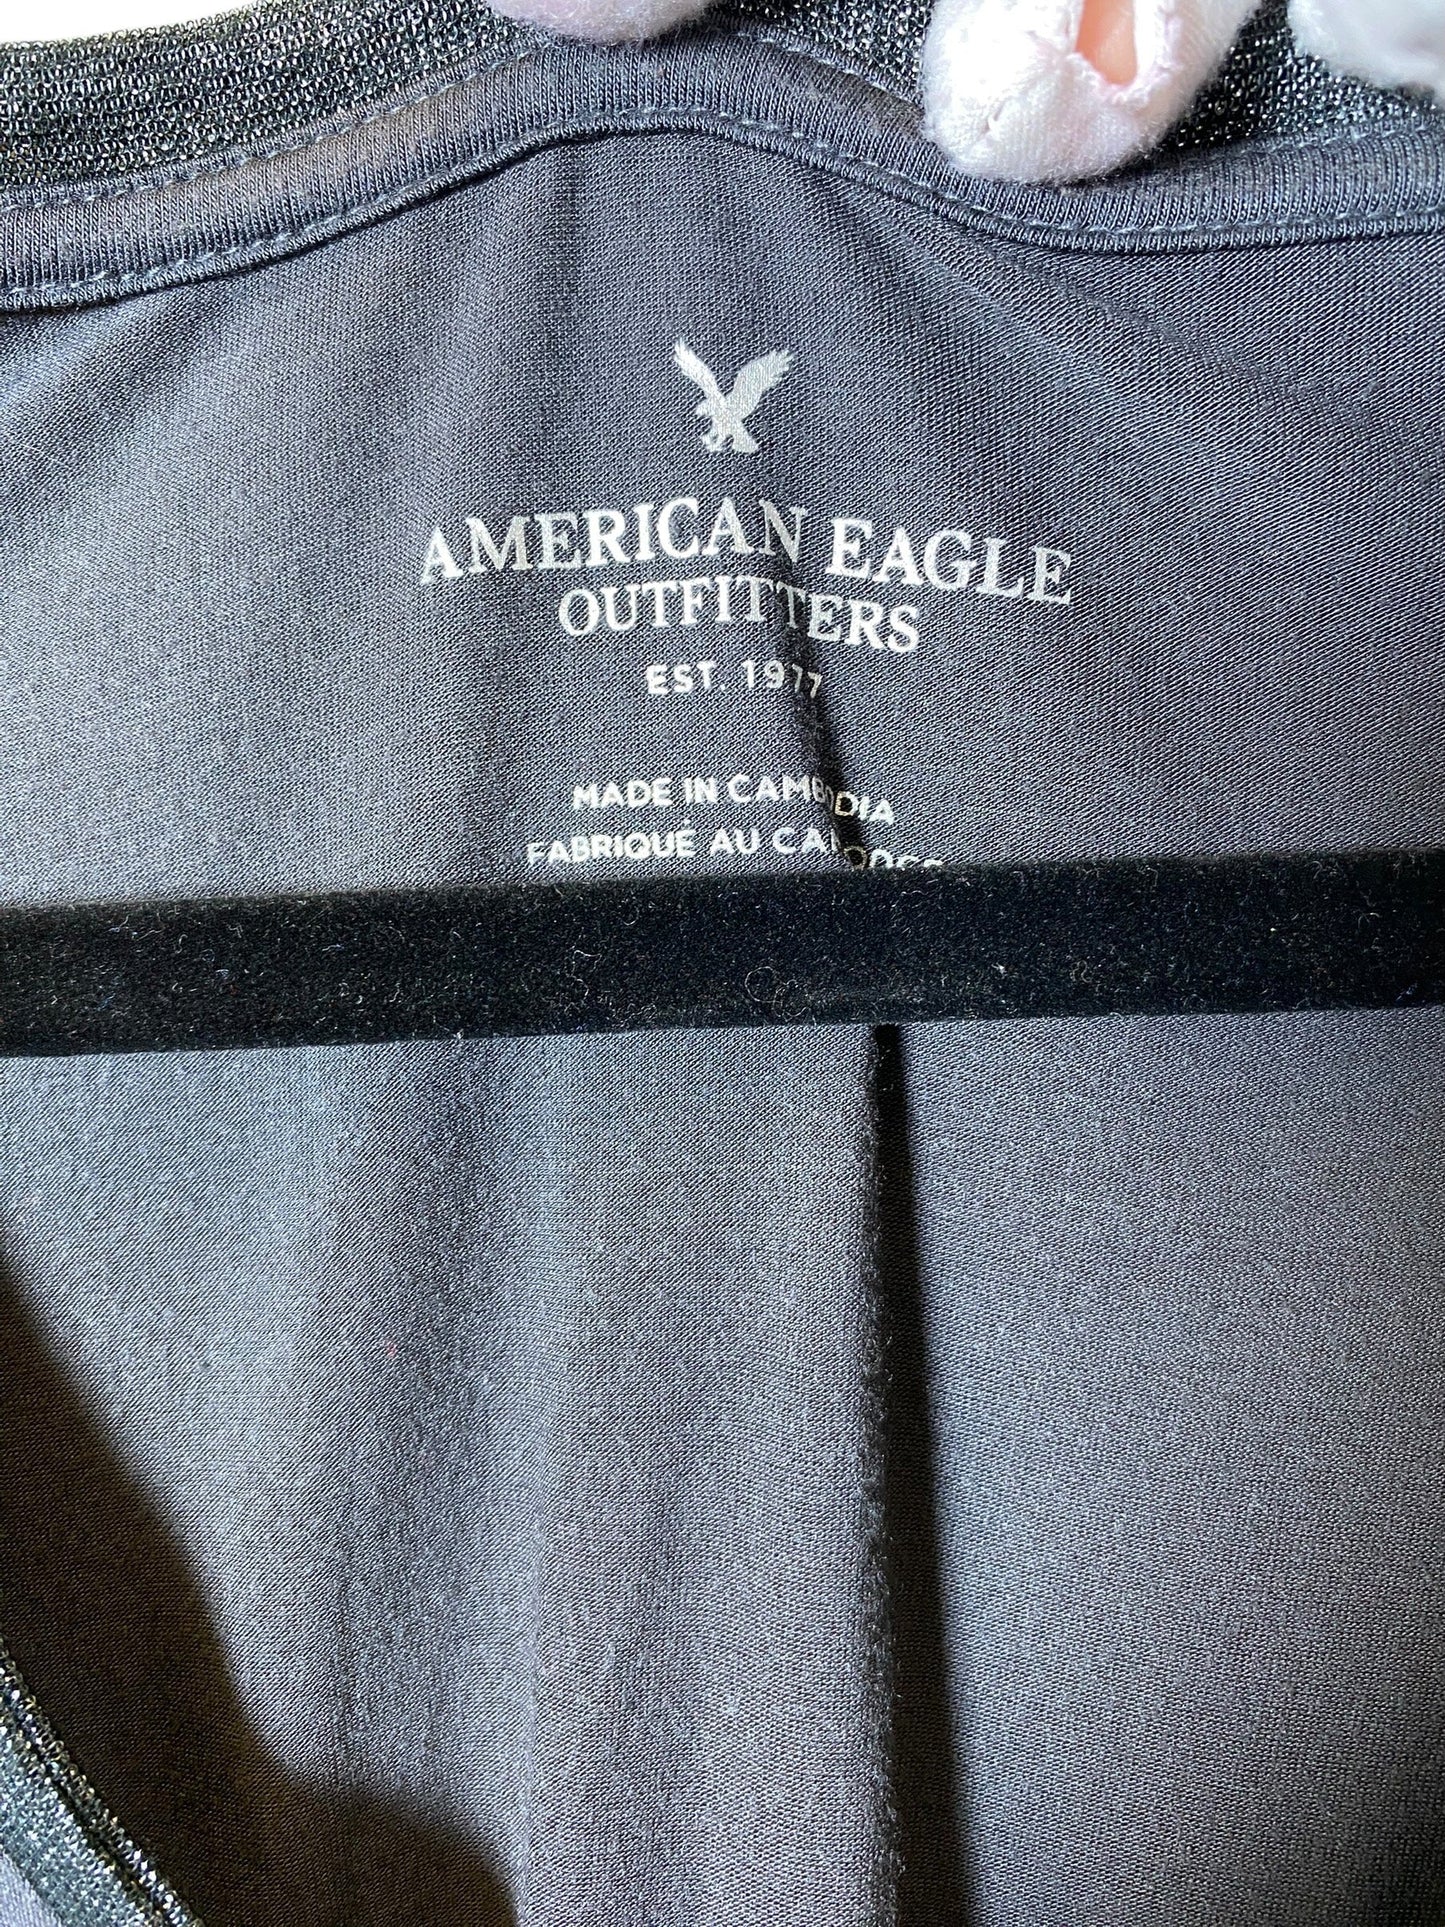 AMERICAN EAGLE
OUTFITTERS
EST. 1977
MADE IN CAMBODIA
FABRIQUÉ AU